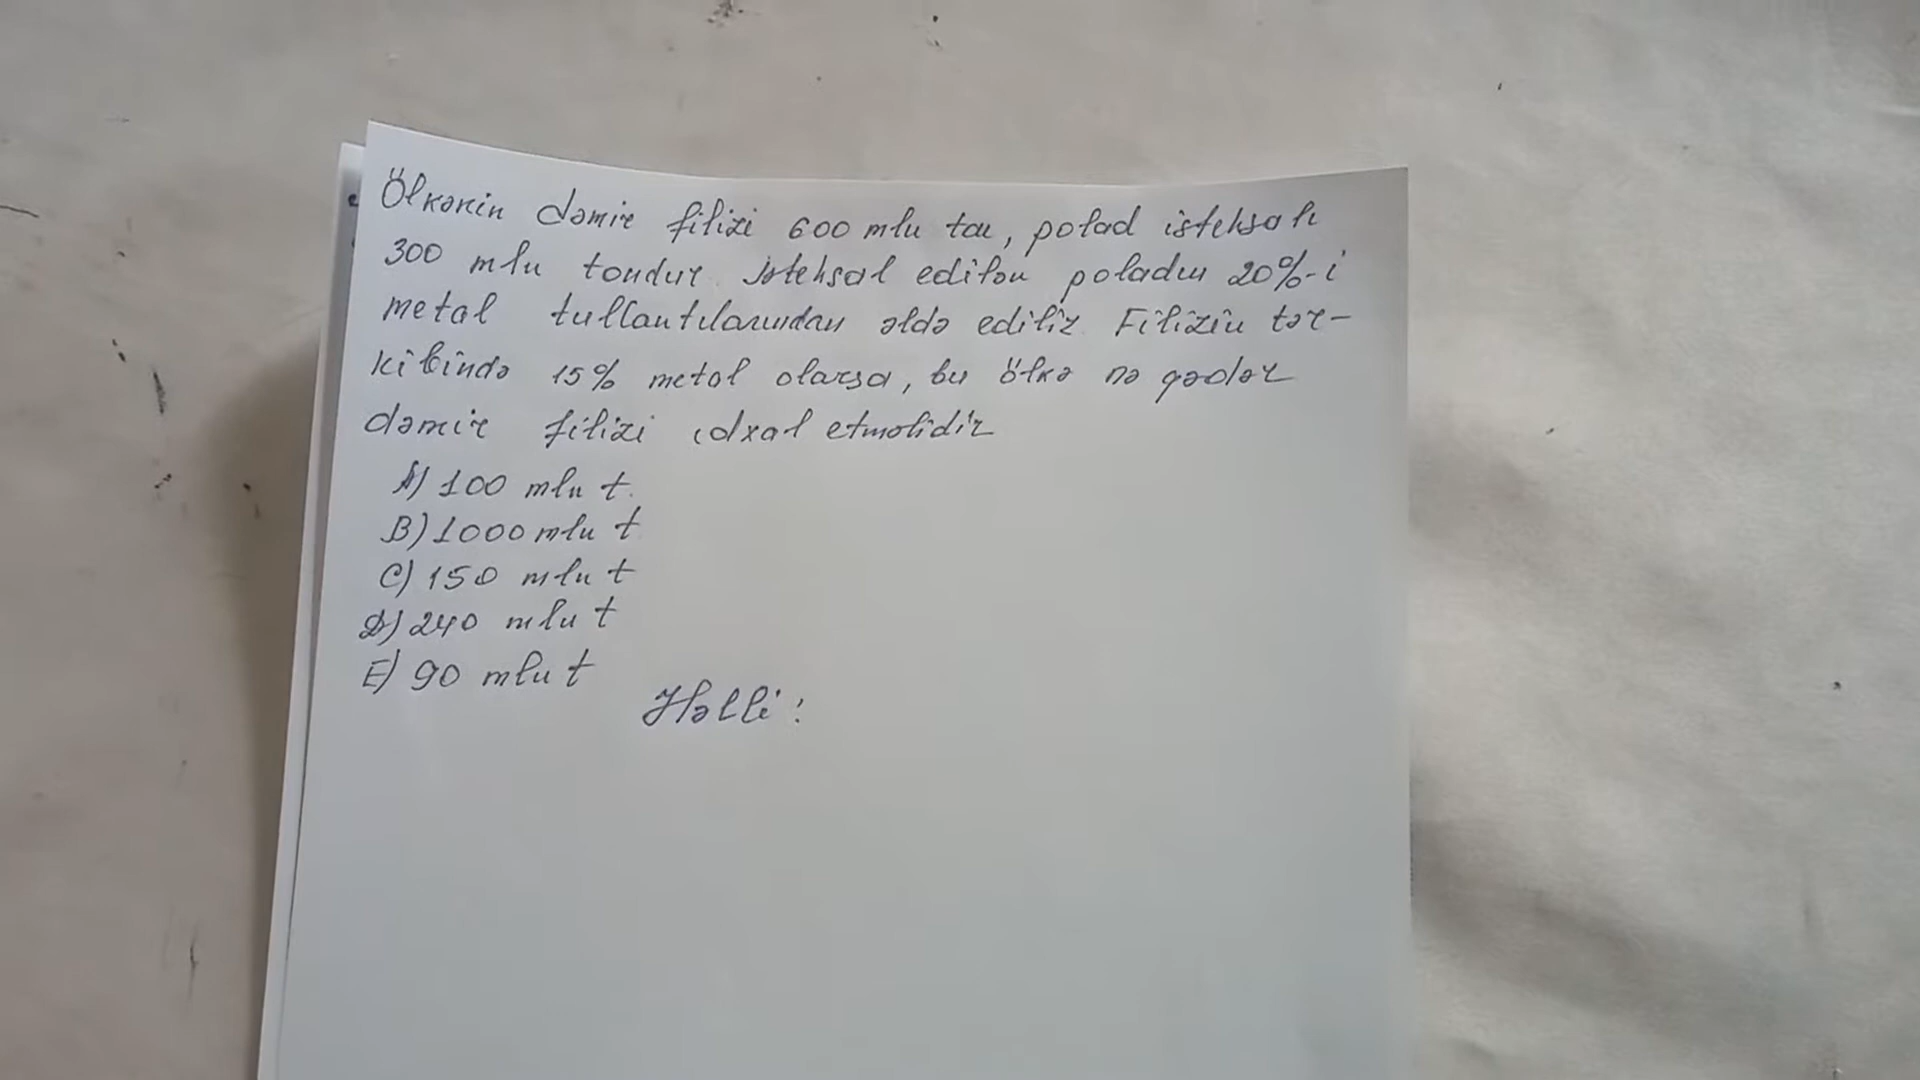 Ölkənin dəmir filizi 600 mln ton, polad istehsalı
300 mln tondur. istehsal edilən poladın 20%-i
metal tullantılarından əldə edilir. Filizin tər-
kibində 15% metal olarsa, bu ölkə nə qədər
dəmir filizi idxal etməlidir
A) 100 mln t.
B) 1000 mln t
C) 150 mln t
D) 240 mln t
E) 90 mln t
Həlli: